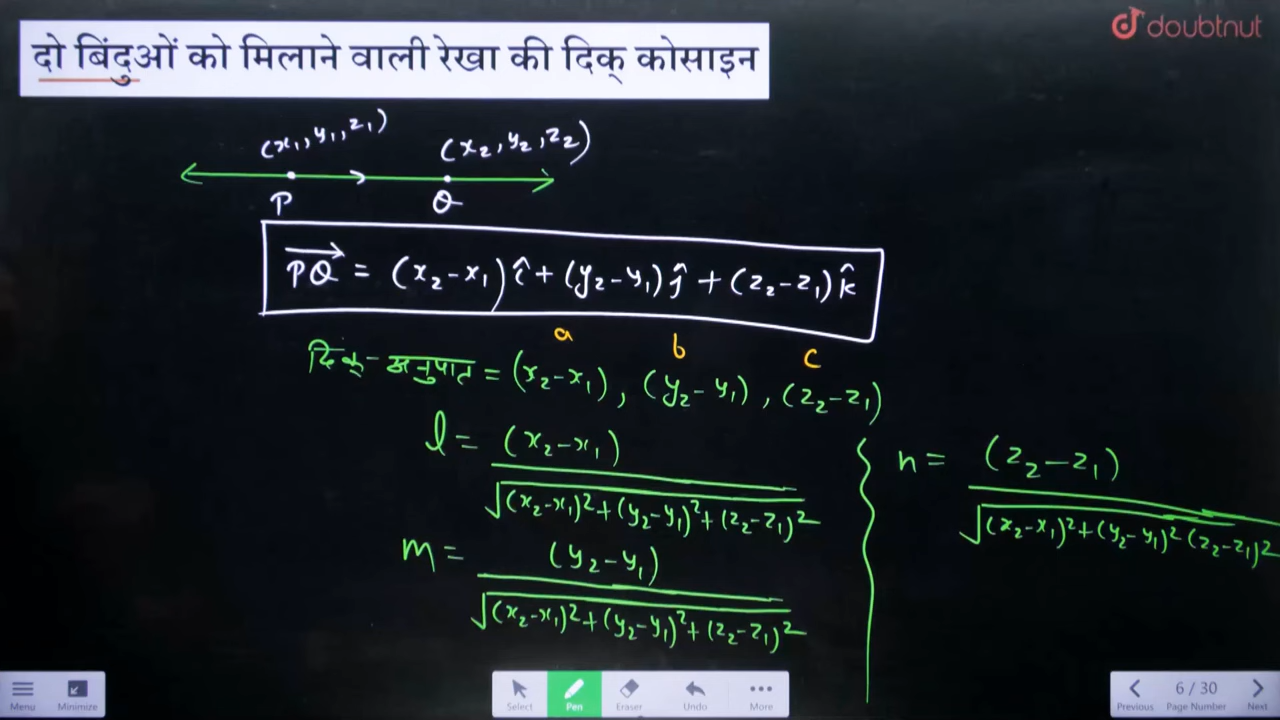 doubtnut
दो बिंदुओं को मिलाने वाली रेखा की दिक् कोसाइन
(x₁, y₁, z₁) (x₂, y₂, z₂)
P Q
PQ⃗ = (x₂-x₁)î + (y₂-y₁)ĵ + (z₂-z₁)k̂
a b c
दिक्-अनुपात = (x₂-x₁), (y₂-y₁), (z₂-z₁)
l = (x₂-x₁) / √(x₂-x₁)²+(y₂-y₁)²+(z₂-z₁)²
m = (y₂-y₁) / √(x₂-x₁)²+(y₂-y₁)²+(z₂-z₁)²
n = (z₂-z₁) / √(x₂-x₁)²+(y₂-y₁)² (z₂-z₁)²
Menu Minimize Select Pen Eraser Undo More Previous 6 / 30 Page Number Next